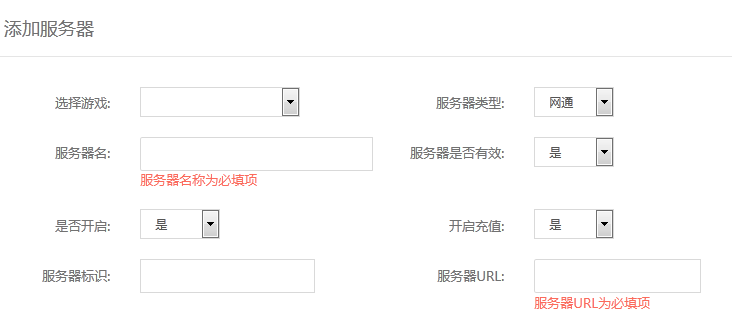 添加服务器
选择游戏:
服务器类型: 网通
服务器名:
服务器是否有效: 是
服务器名称为必填项
是否开启: 是
开启充值: 是
服务器标识:
服务器URL:
服务器URL为必填项